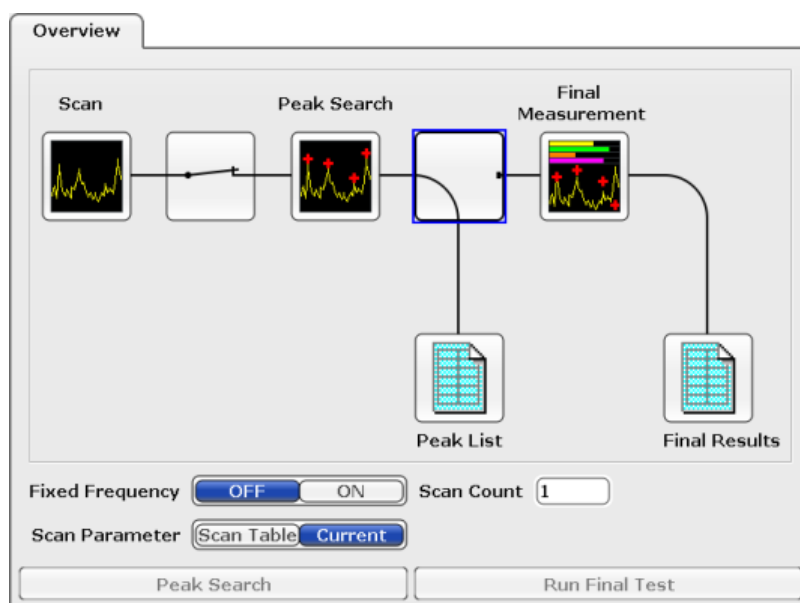 Overview
Scan
Peak Search
Final
Measurement
Peak List
Final Results
Fixed Frequency OFF ON Scan Count 1
Scan Parameter Scan Table Current
Peak Search Run Final Test